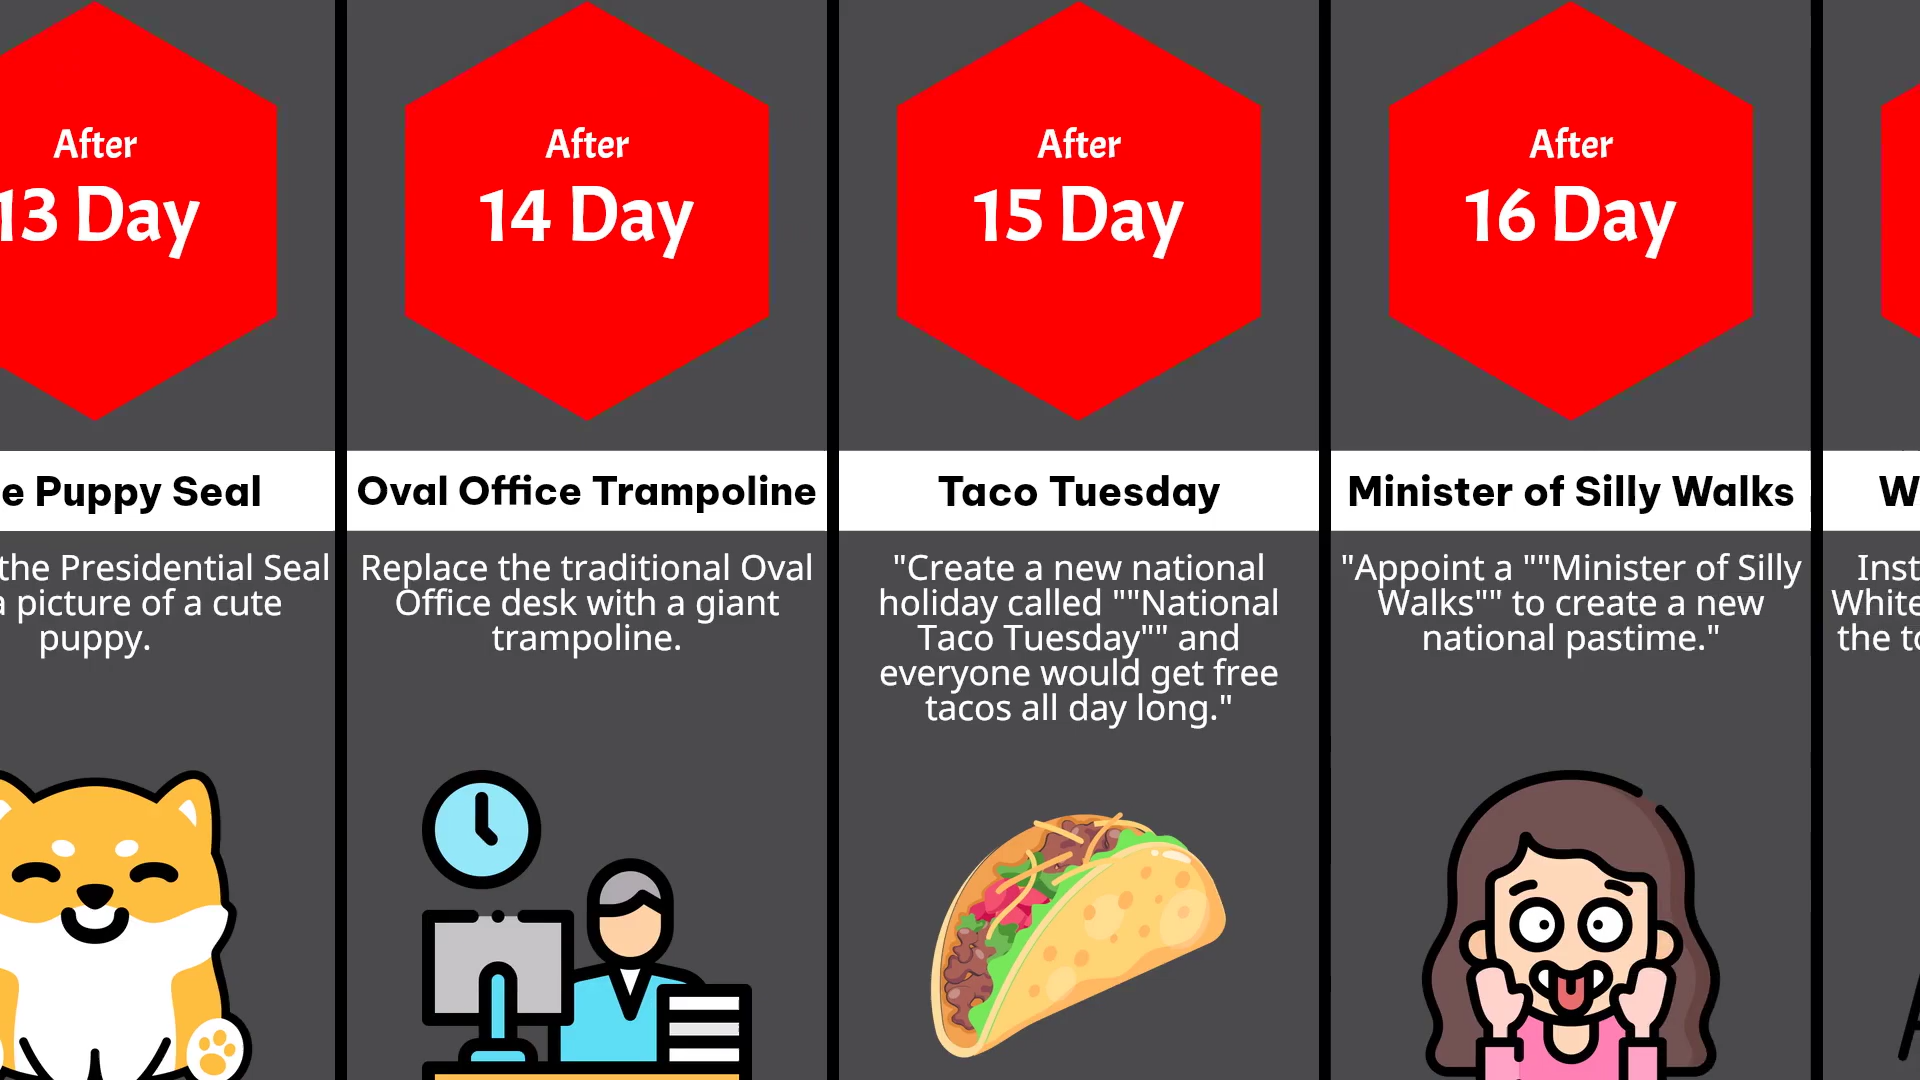 After
13 Day
e Puppy Seal
the Presidential Seal
a picture of a cute
puppy.
After
14 Day
Oval Office Trampoline
Replace the traditional Oval
Office desk with a giant
trampoline.
After
15 Day
Taco Tuesday
"Create a new national
holiday called ""National
Taco Tuesday"" and
everyone would get free
tacos all day long."
After
16 Day
Minister of Silly Walks
"Appoint a ""Minister of Silly
Walks"" to create a new
national pastime."
W
Inst
White
the to